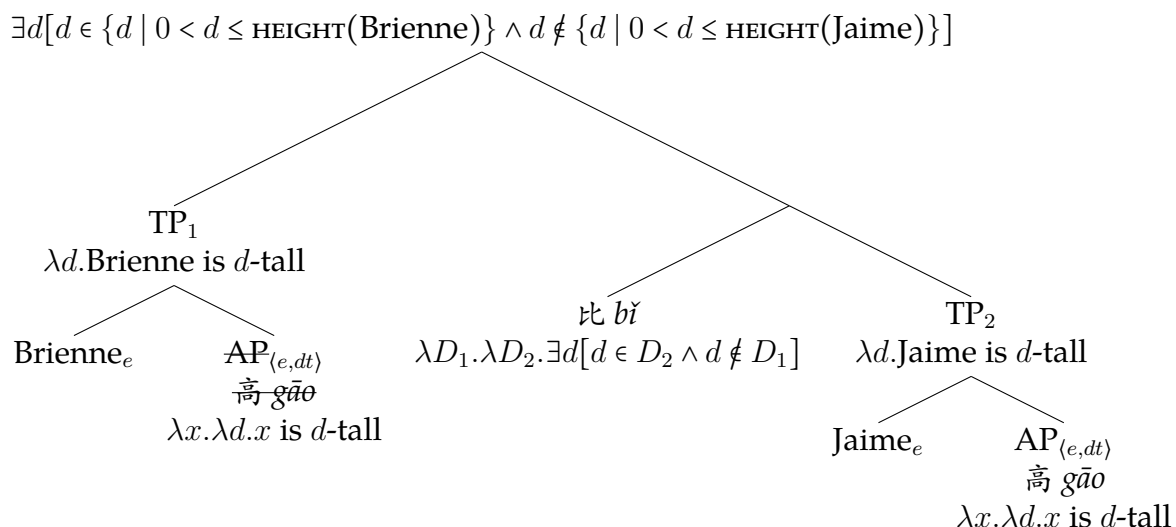 ∃d[d ∈ {d | 0 < d ≤ HEIGHT(Brienne)} ∧ d ∉ {d | 0 < d ≤ HEIGHT(Jaime)}]
TP₁
λd.Brienne is d-tall
Brienneₑ
AP⟨e,dt⟩
高 gāo
λx.λd.x is d-tall
比 bǐ
λD₁.λD₂.∃d[d ∈ D₂ ∧ d ∉ D₁]
TP₂
λd.Jaime is d-tall
Jaimeₑ
AP⟨e,dt⟩
高 gāo
λx.λd.x is d-tall